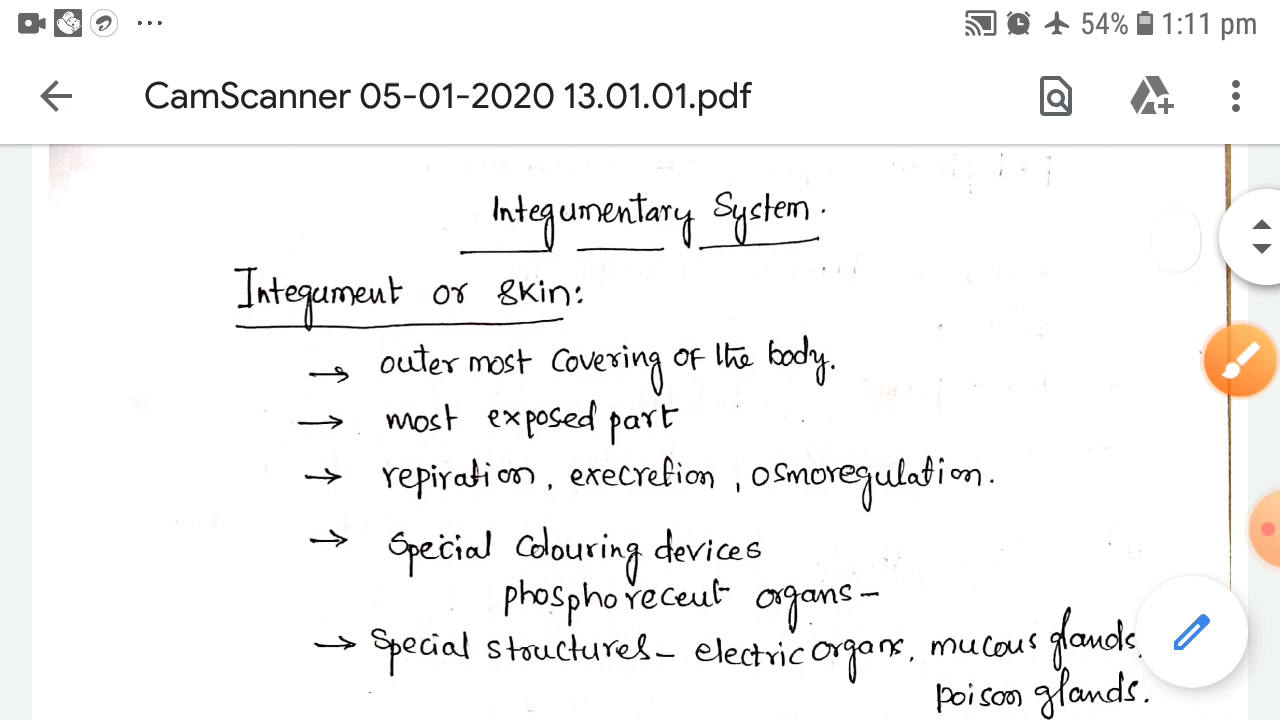 54% 1:11 pm
CamScanner 05-01-2020 13.01.01.pdf
Integumentary System.
Integument or Skin:
→ outer most covering of the body.
→ most exposed part
→ repiration, execretion, osmoregulation.
→ Special Colouring devices
phosphorecent organs-
→ Special structures- electric organs, mucous glands,
poison glands.